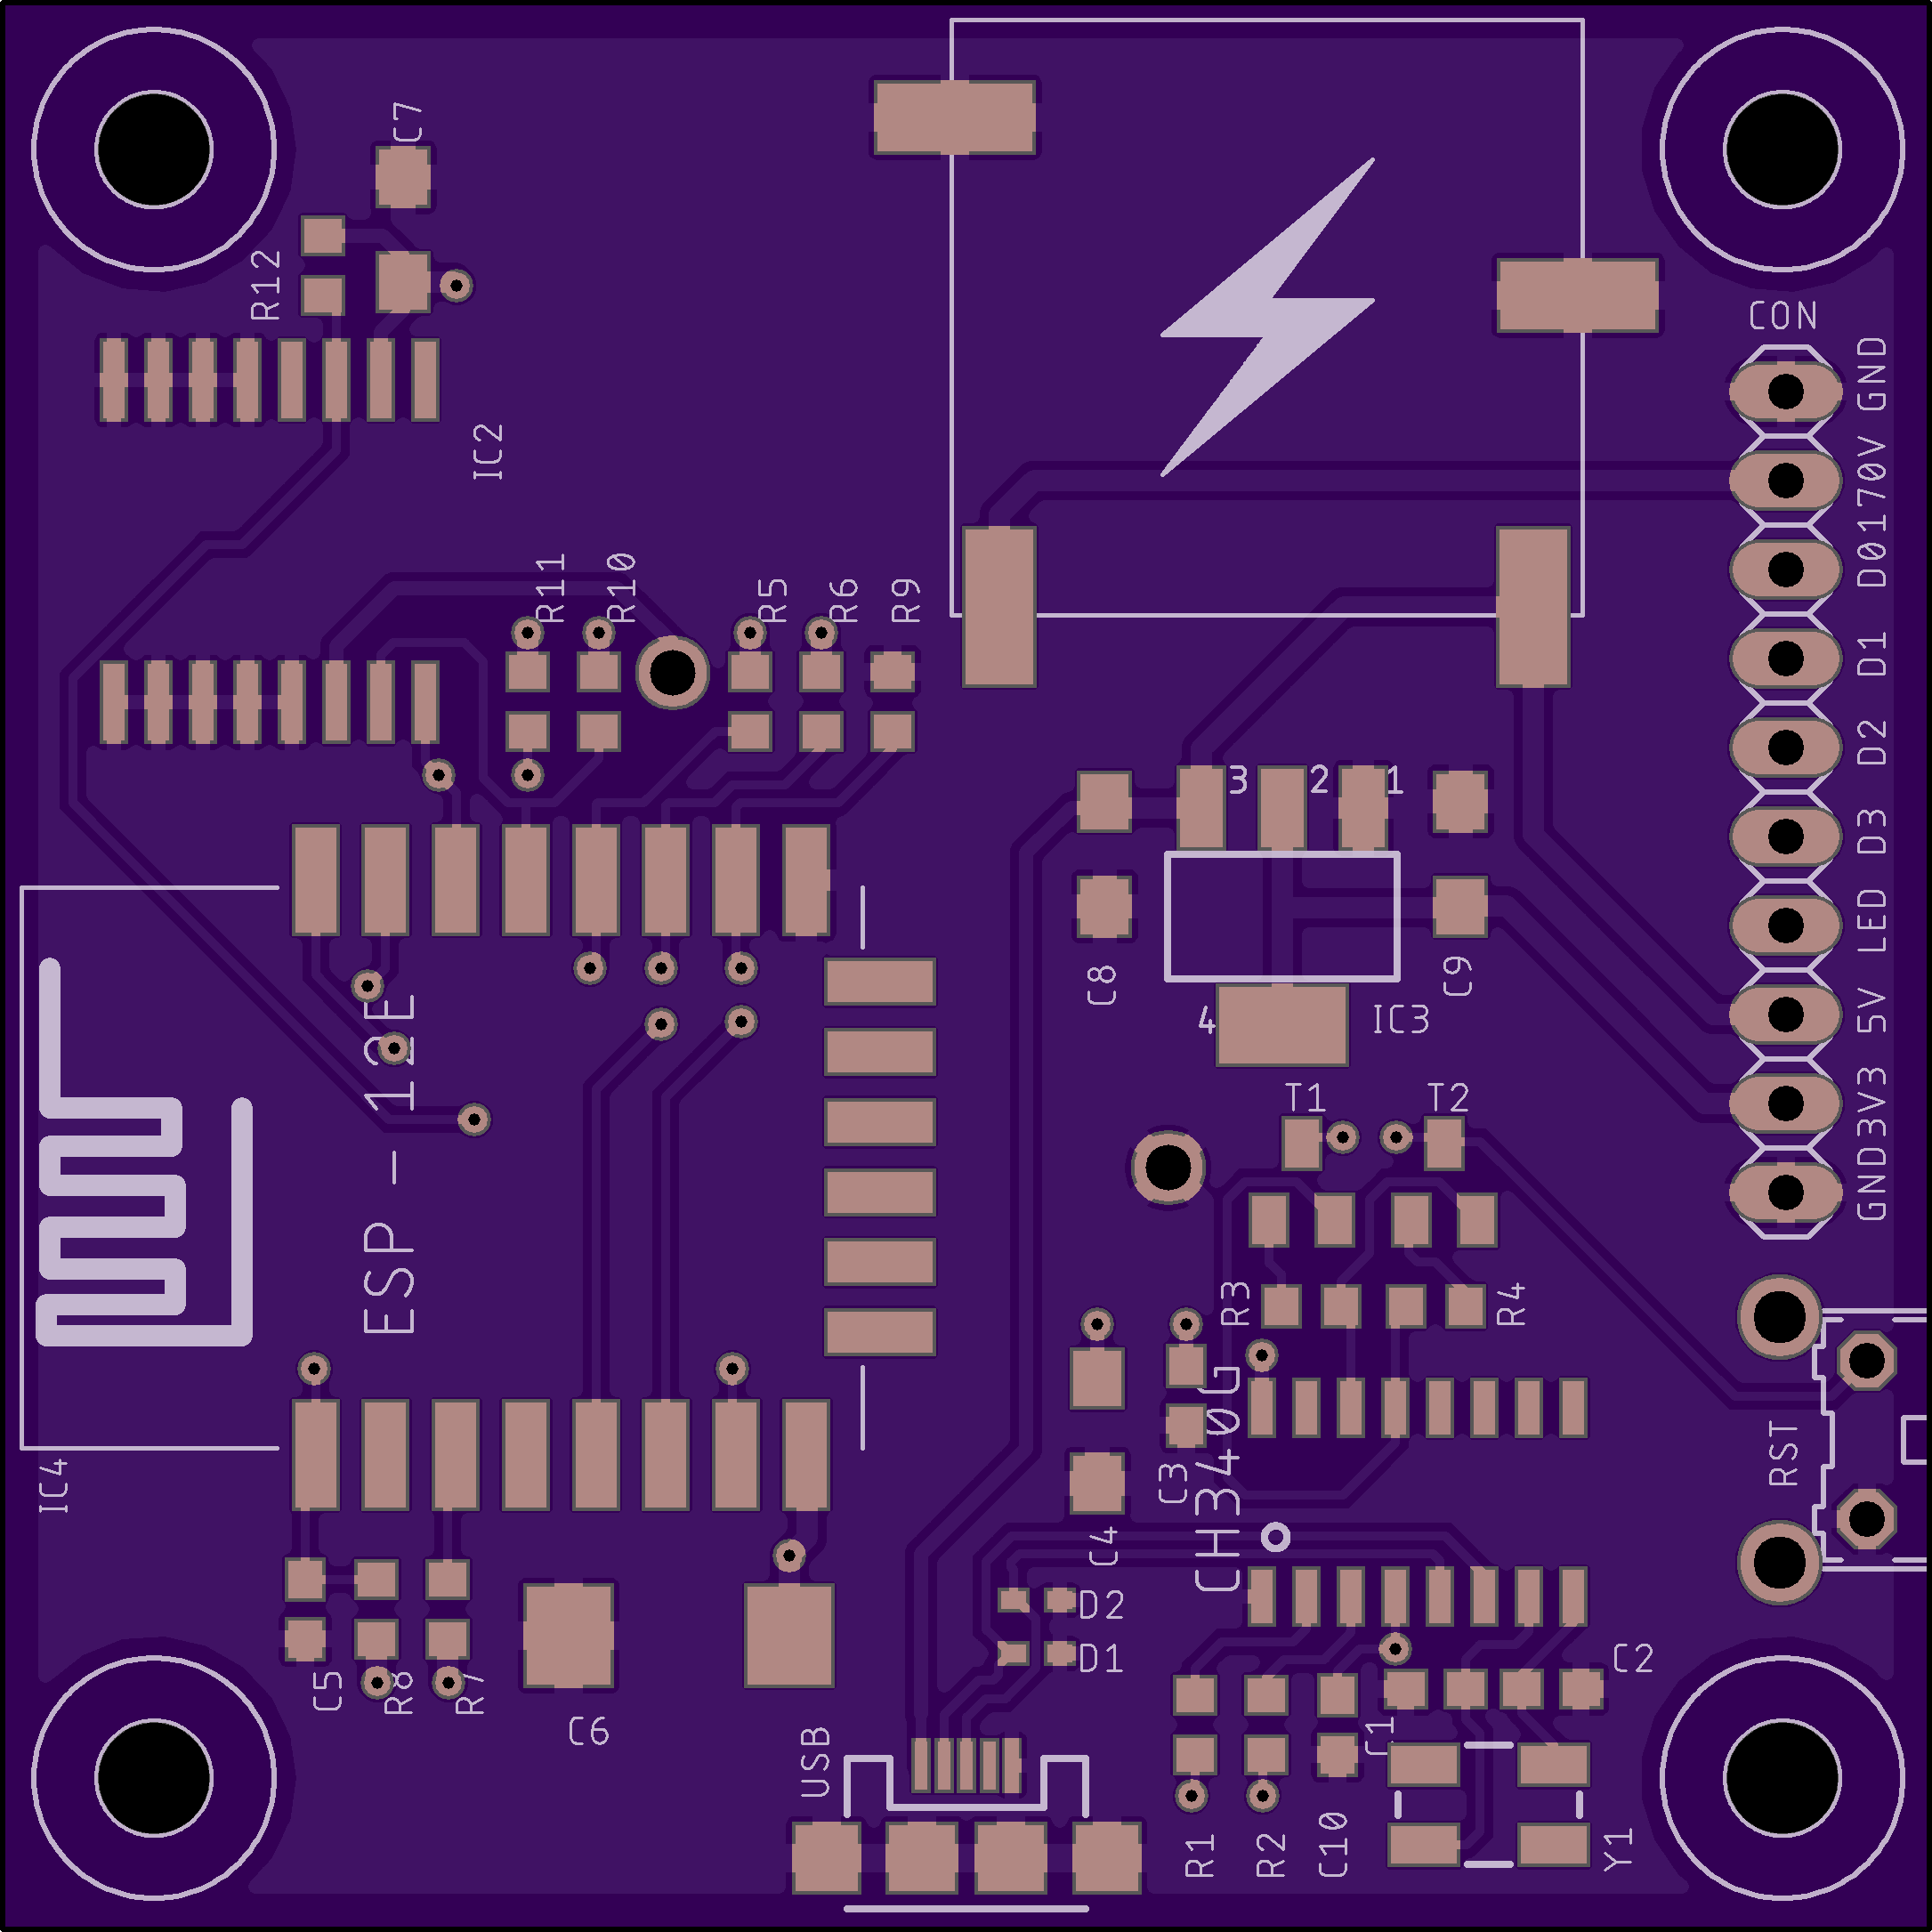 C7
R12
CON
GND
170V
D0
D1
D2
D3
LED
5V
3V3
GND
IC2
R11
R10
R5
R6
R9
3
2
1
C8
C9
4
IC3
ESP-12E
T1
T2
R3
R4
IC4
C3
CH340G
RST
C4
D2
D1
C5
R8
R7
C6
USB
C2
C1
R1
R2
C10
Y1